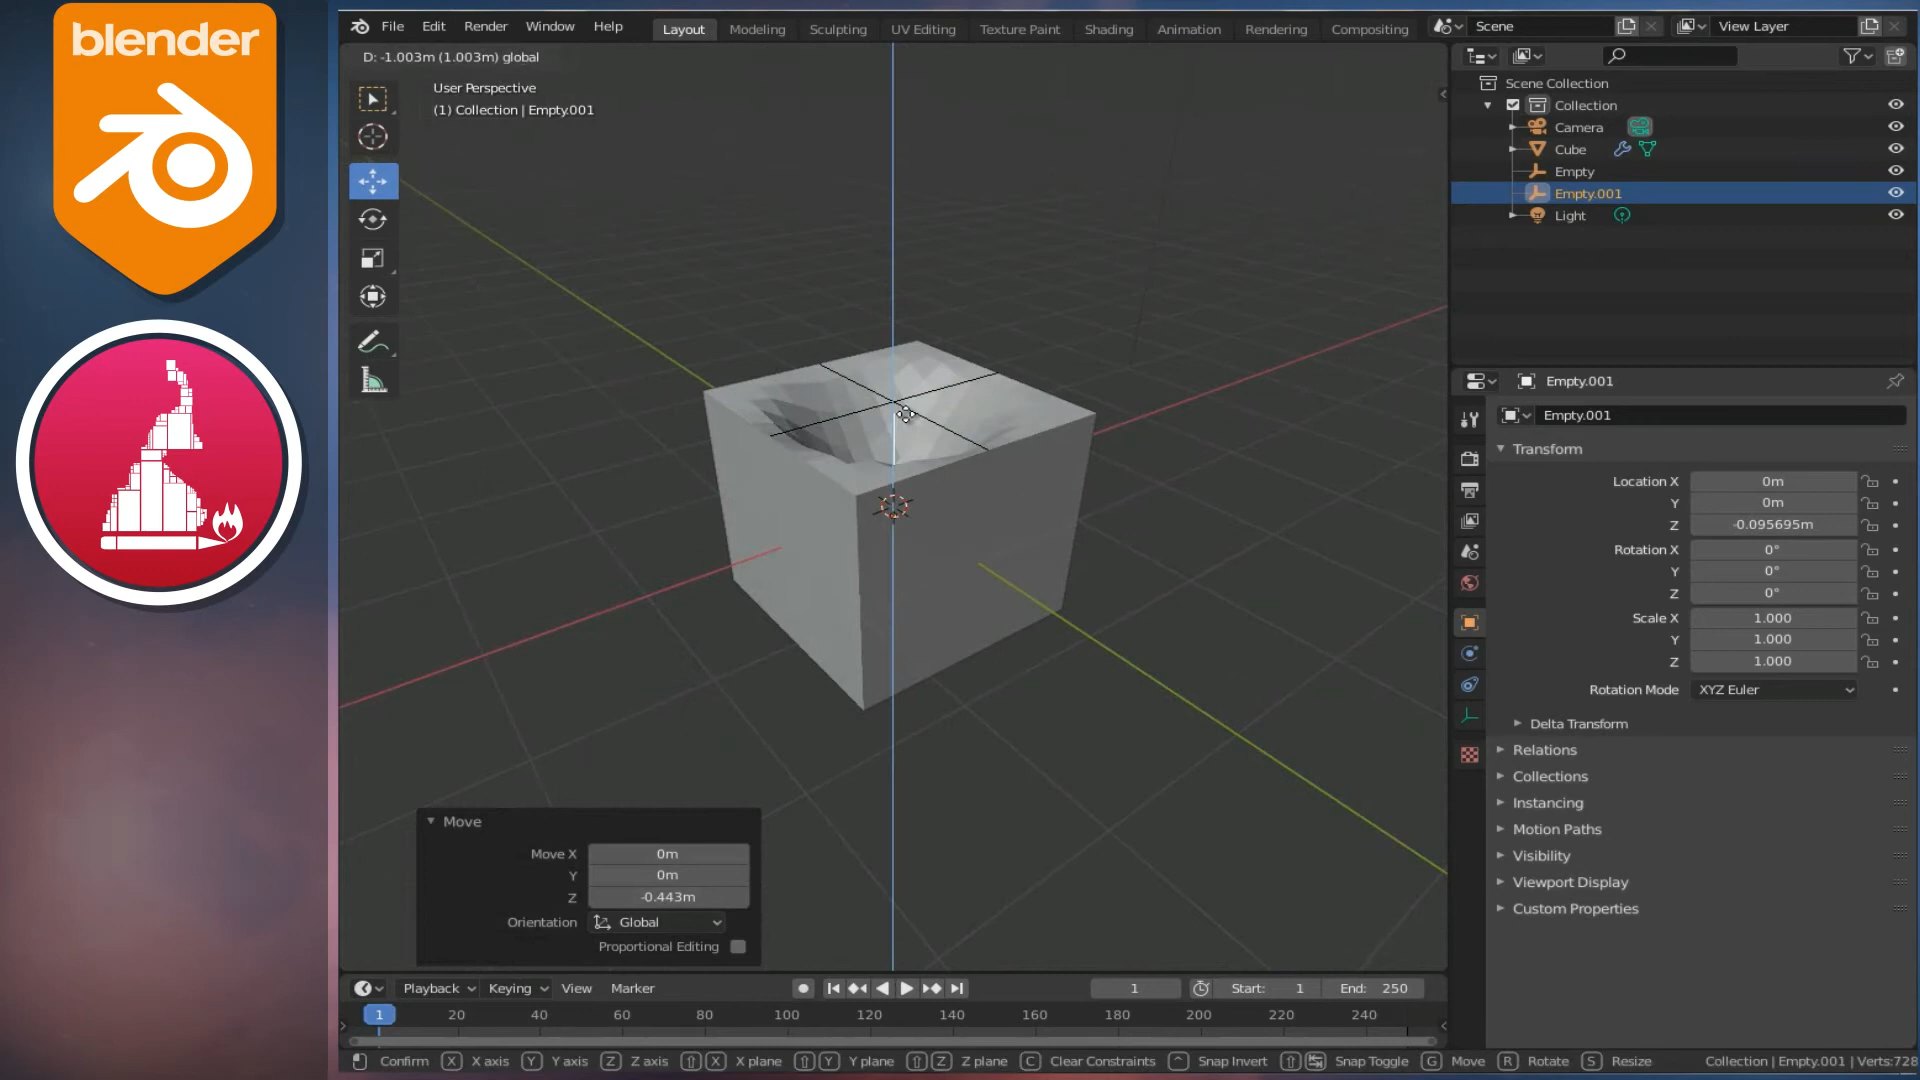 blender
File Edit Render Window Help Layout Modeling Sculpting UV Editing Texture Paint Shading Animation Rendering Compositing Scene View Layer
D: -1.003m (1.003m) global
User Perspective
(1) Collection | Empty.001
Scene Collection
Collection
Camera
Cube
Empty
Empty.001
Light
Empty.001
Empty.001
Transform
Location X 0m
Y 0m
Z -0.095695m
Rotation X 0°
Y 0°
Z 0°
Scale X 1.000
Y 1.000
Z 1.000
Rotation Mode XYZ Euler
Delta Transform
Relations
Collections
Instancing
Motion Paths
Visibility
Viewport Display
Custom Properties
Move
Move X 0m
Y 0m
Z -0.443m
Orientation Global
Proportional Editing
Playback Keying View Marker 1 Start: 1 End: 250
1 20 40 60 80 100 120 140 160 180 200 220 240
Confirm X X axis Y Y axis Z Z axis X X plane Y Y plane Z Z plane C Clear Constraints Snap Invert Snap Toggle G Move R Rotate S Resize Collection | Empty.001 | Verts:728